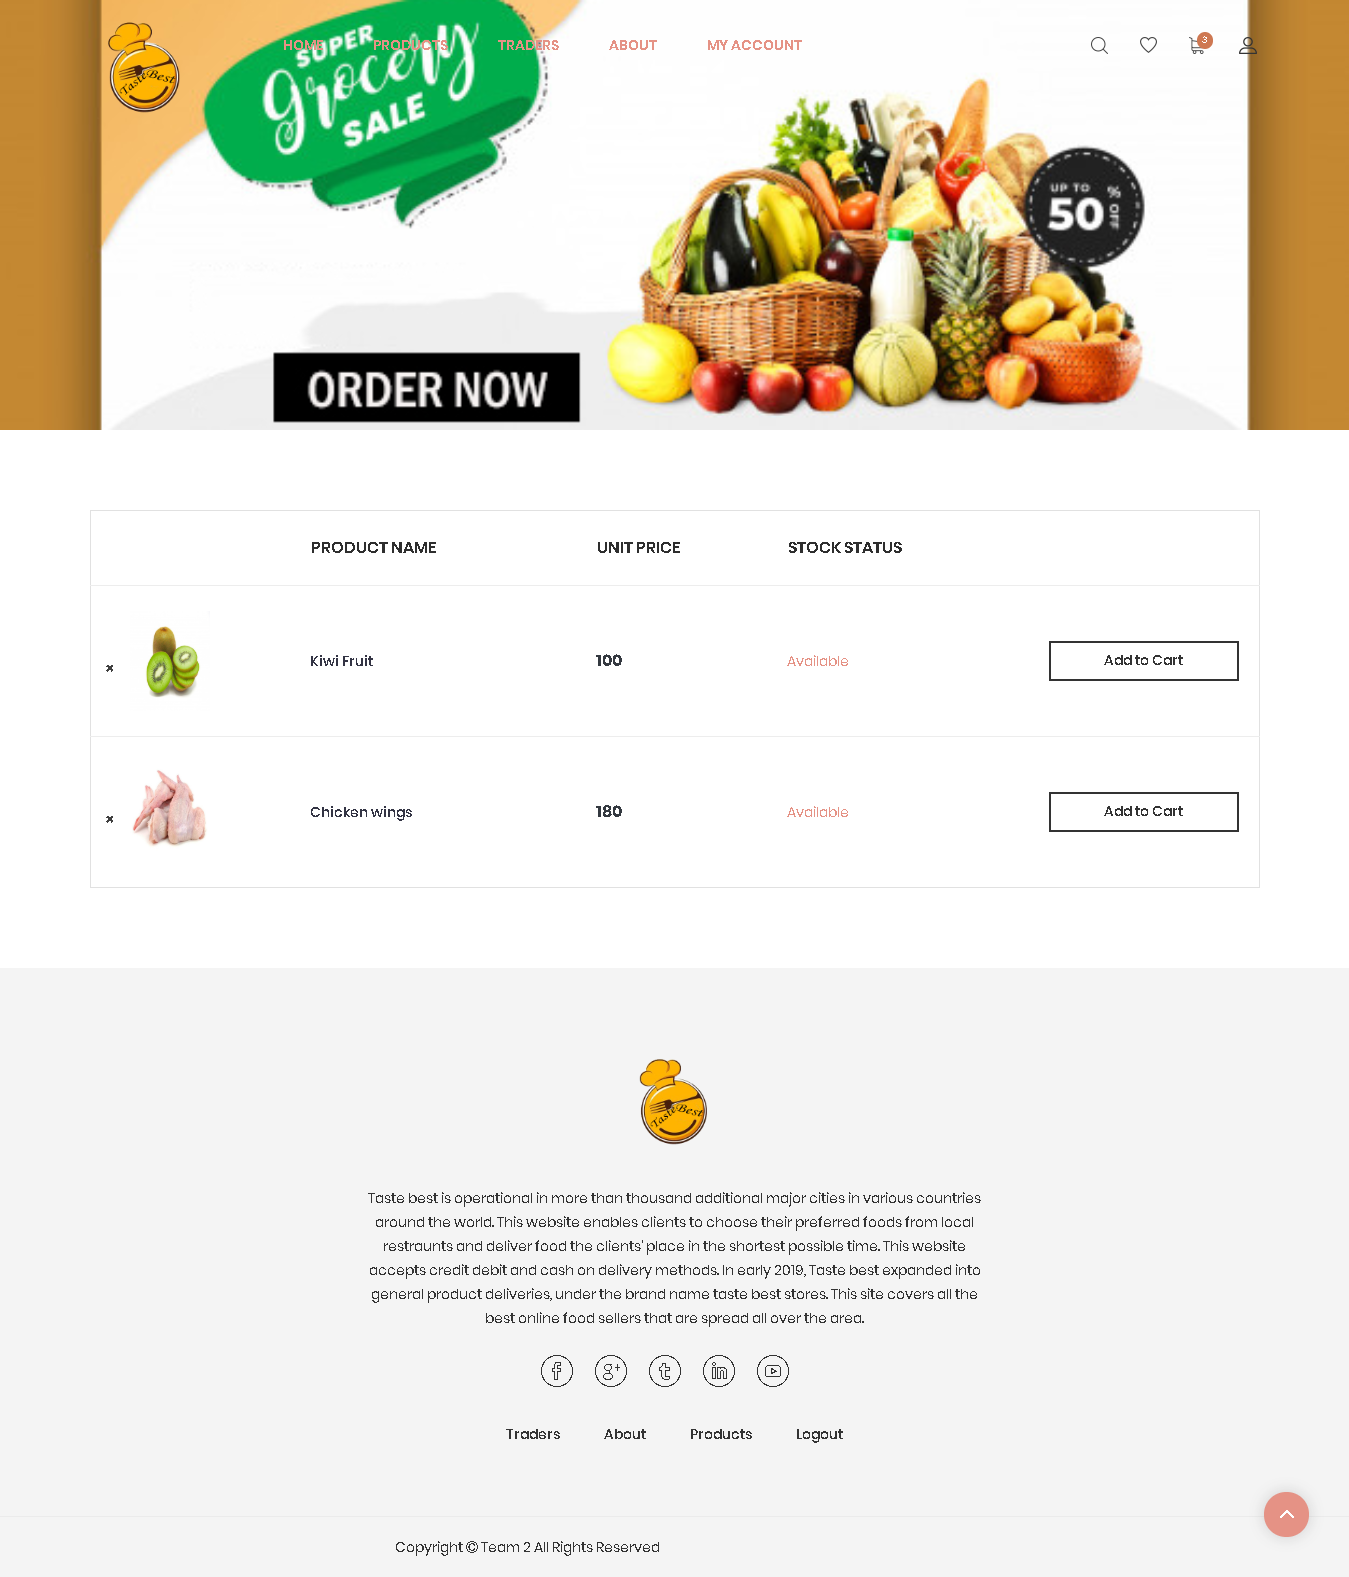 HOME
PRODUCTS
TRADERS
ABOUT
MY ACCOUNT
3
TasteBest
SUPER
grocery
SALE
UP TO
50 % OFF
ORDER NOW
PRODUCT NAME
UNIT PRICE
STOCK STATUS
× Kiwi Fruit 100 Available Add to Cart
× Chicken wings 180 Available Add to Cart
TasteBest
Taste best is operational in more than thousand additional major cities in various countries
around the world. This website enables clients to choose their preferred foods from local
restraunts and deliver food the clients' place in the shortest possible time. This website
accepts credit debit and cash on delivery methods. In early 2019, Taste best expanded into
general product deliveries, under the brand name taste best stores. This site covers all the
best online food sellers that are spread all over the area.
Traders
About
Products
Logout
Copyright © Team 2 All Rights Reserved